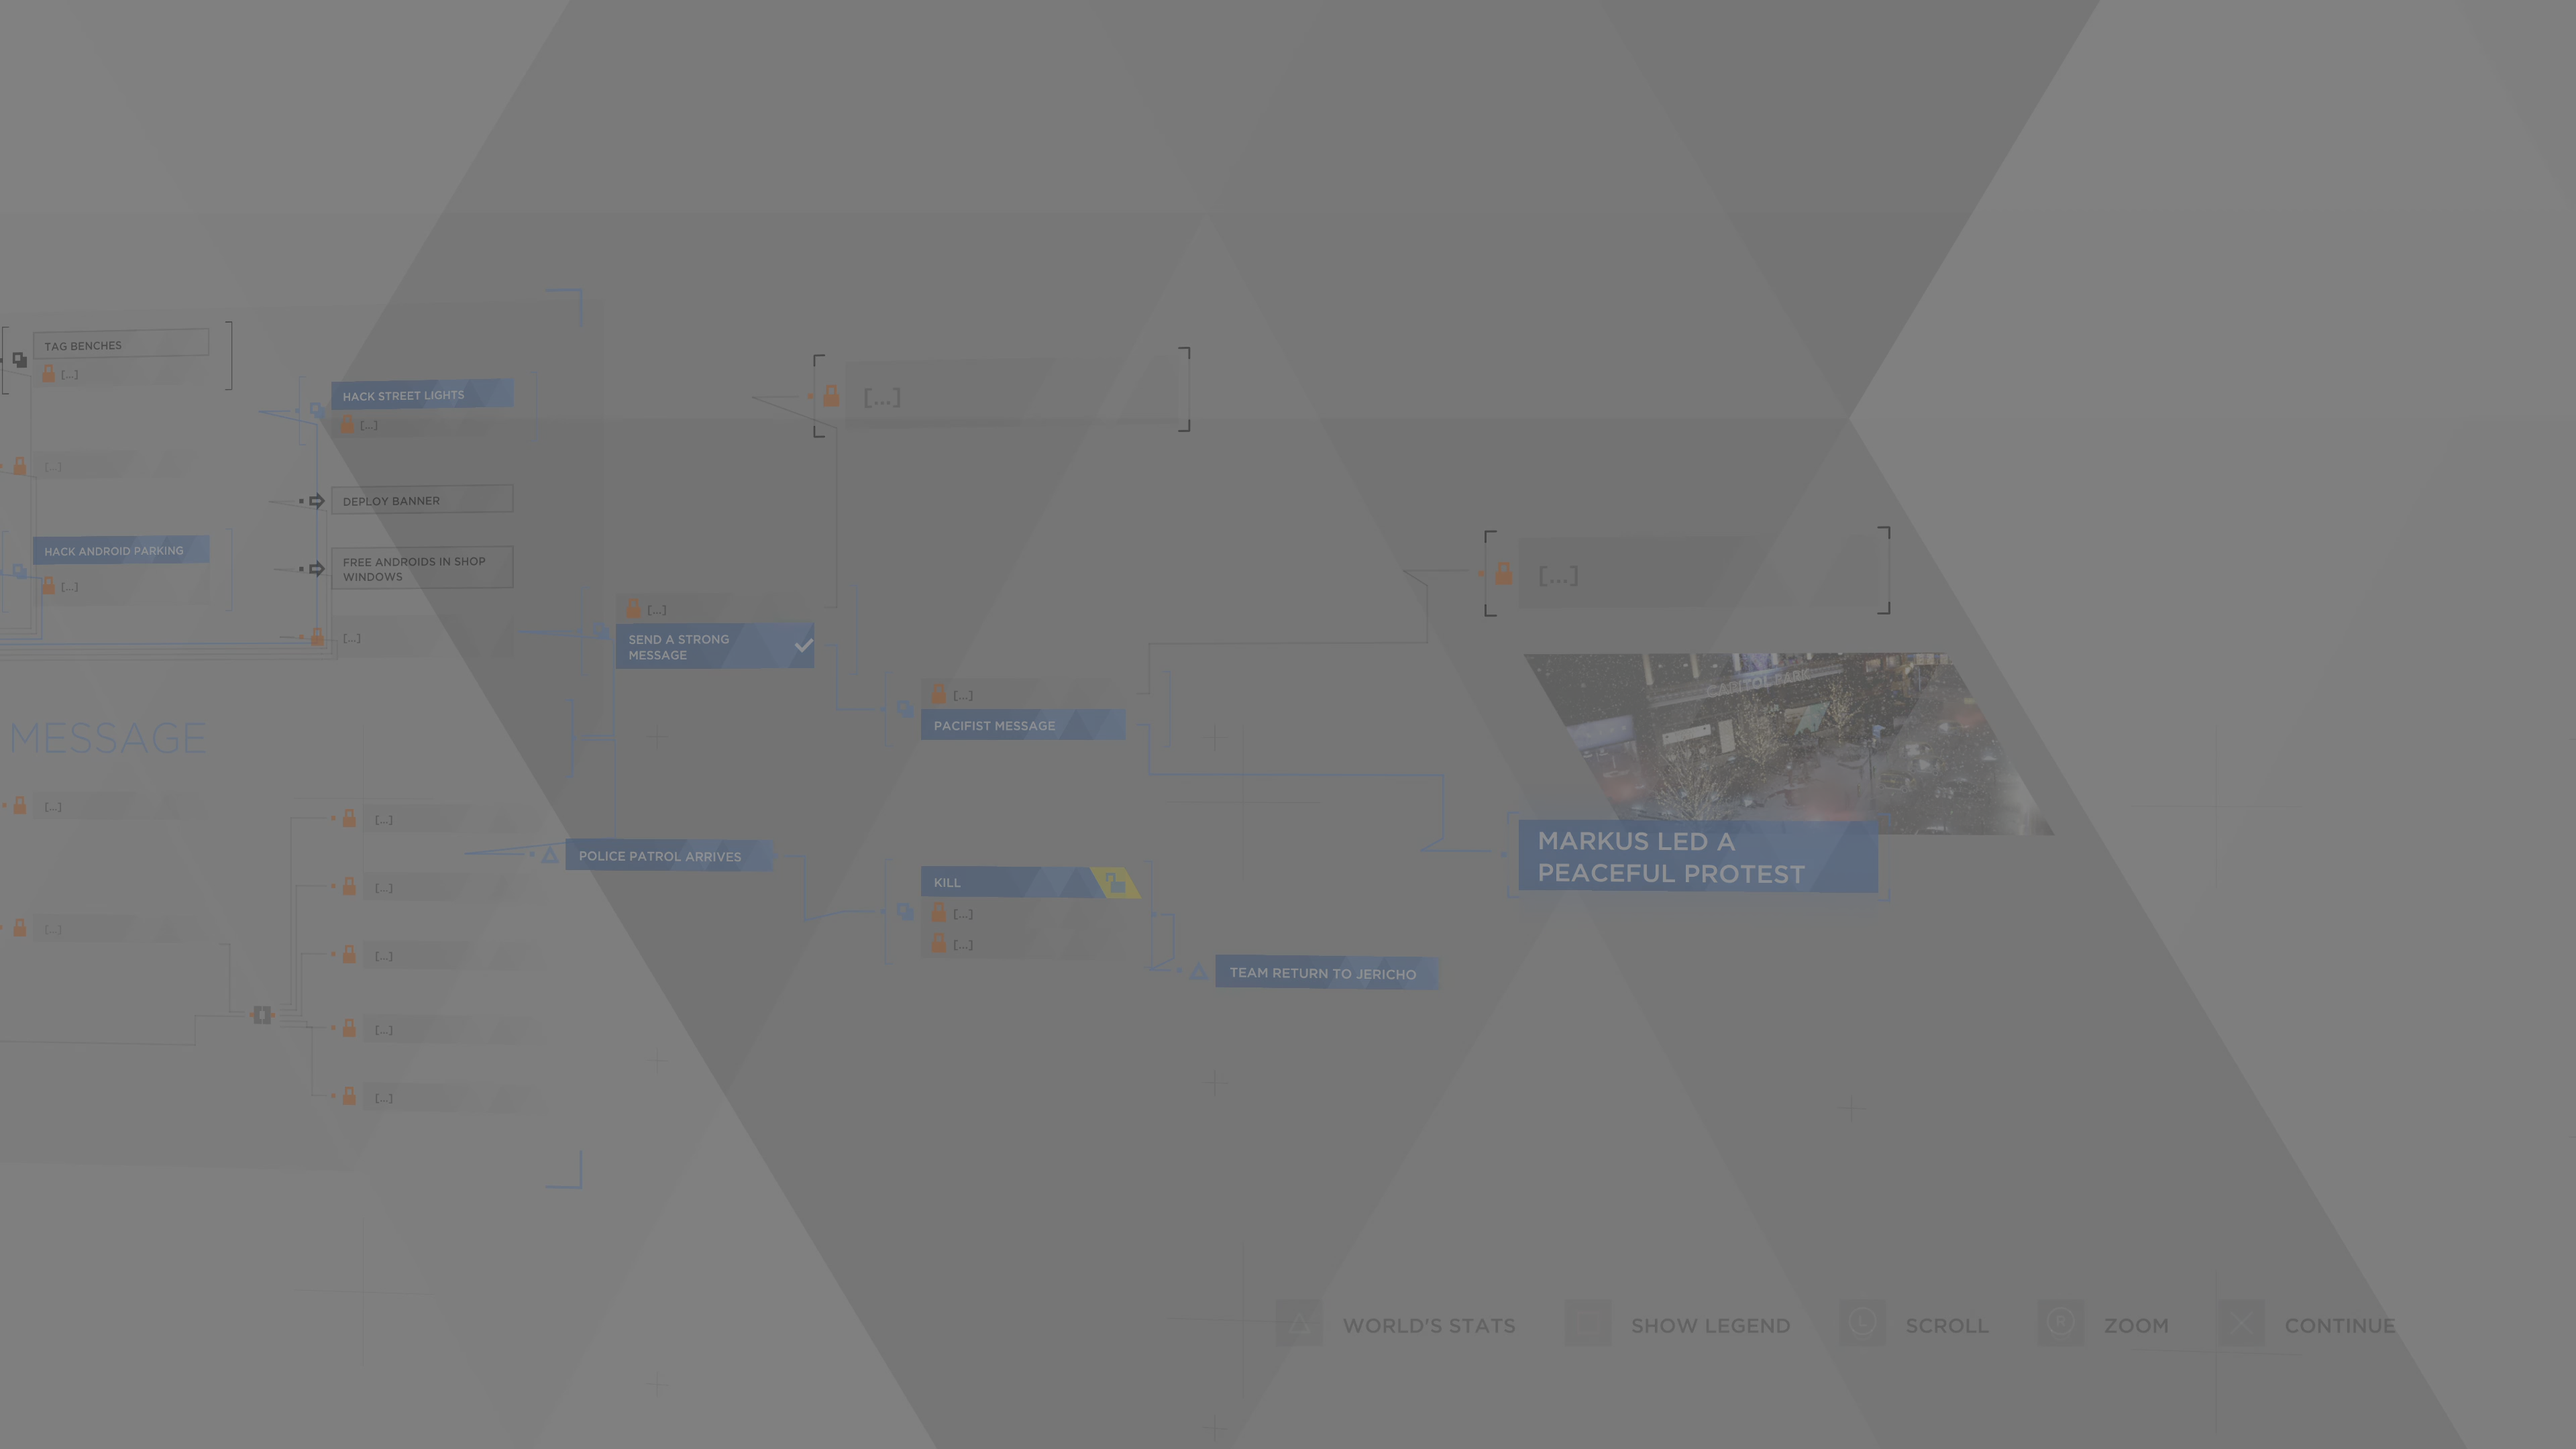 TAG BENCHES
[...]
HACK STREET LIGHTS
[...]
[...]
DEPLOY BANNER
HACK ANDROID PARKING
[...]
FREE ANDROIDS IN SHOP
WINDOWS
[...]
[...]
[...]
SEND A STRONG
MESSAGE
[...]
PACIFIST MESSAGE
[...]
MESSAGE
[...]
[...]
[...]
[...]
[...]
[...]
[...]
POLICE PATROL ARRIVES
KILL
[...]
[...]
TEAM RETURN TO JERICHO
CAPITOL PARK
MARKUS LED A
PEACEFUL PROTEST
WORLD'S STATS
SHOW LEGEND
L
SCROLL
R
ZOOM
CONTINUE